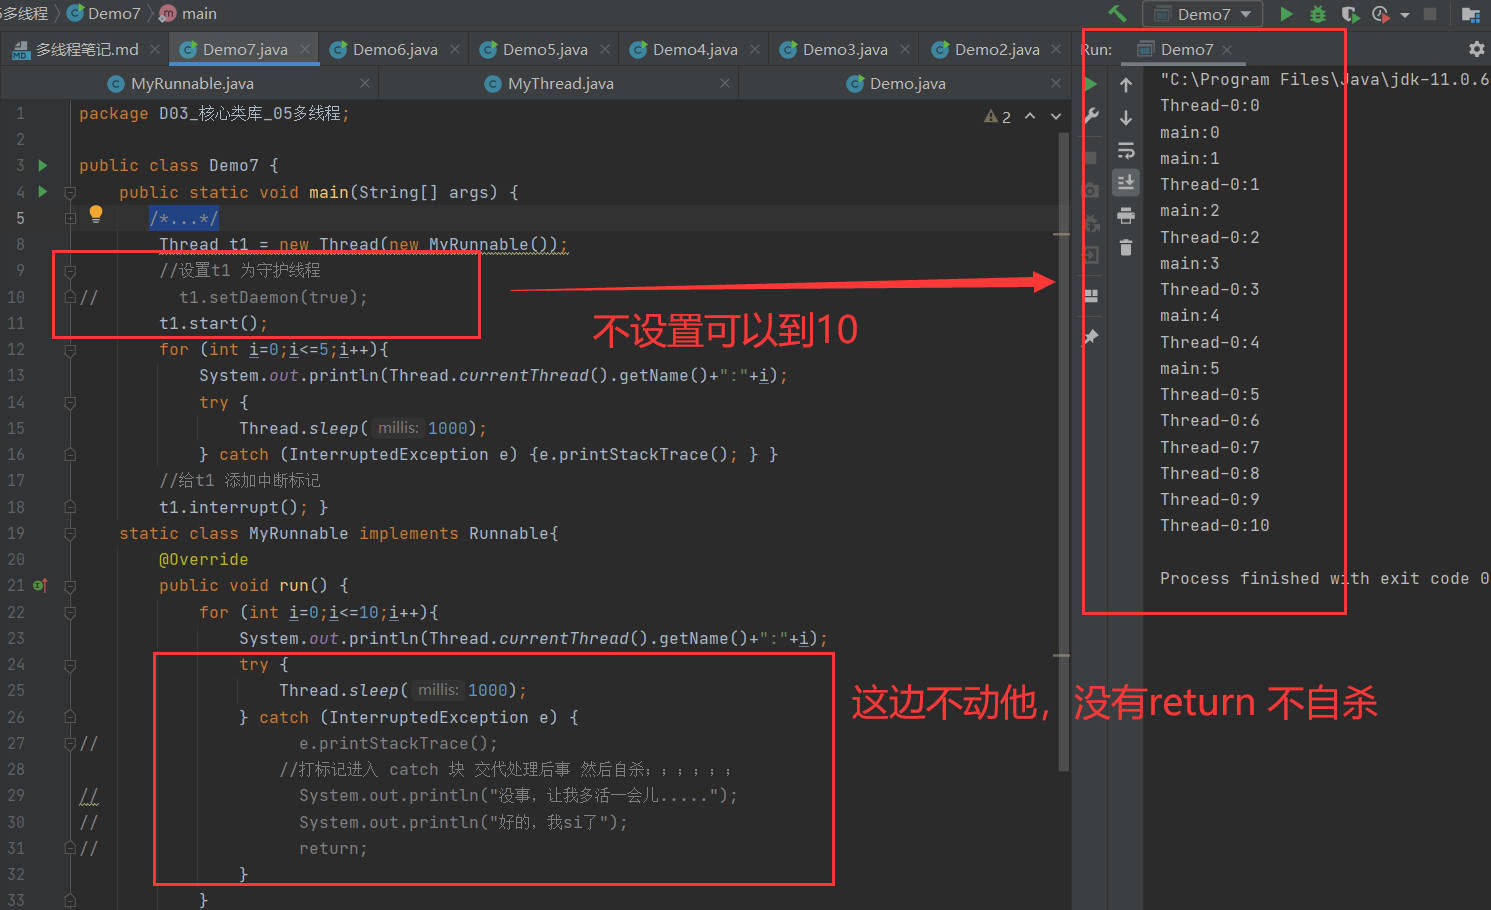 5多线程 〉 Demo7 〉 main
Demo7
多线程笔记.md Demo7.java Demo6.java Demo5.java Demo4.java Demo3.java Demo2.java
Run: Demo7
MyRunnable.java MyThread.java Demo.java
1 package D03_核心类库_05多线程;
2 2
3 public class Demo7 {
4 public static void main(String[] args) {
5 /*...*/
8 Thread t1 = new Thread(new MyRunnable());
9 //设置t1 为守护线程
10 // t1.setDaemon(true);
11 t1.start();
12 for (int i=0;i<=5;i++){
13 System.out.println(Thread.currentThread().getName()+":"+i);
14 try {
15 Thread.sleep( millis: 1000);
16 } catch (InterruptedException e) {e.printStackTrace(); } }
17 //给t1 添加中断标记
18 t1.interrupt(); }
19 static class MyRunnable implements Runnable{
20 @Override
21 public void run() {
22 for (int i=0;i<=10;i++){
23 System.out.println(Thread.currentThread().getName()+":"+i);
24 try {
25 Thread.sleep( millis: 1000);
26 } catch (InterruptedException e) {
27 // e.printStackTrace();
28 //打标记进入 catch 块 交代处理后事 然后自杀；；；；；；
29 // System.out.println("没事，让我多活一会儿.....");
30 // System.out.println("好的，我si了");
31 // return;
32 }
33 }
不设置可以到10
这边不动他，没有return 不自杀
"C:\Program Files\Java\jdk-11.0.6
Thread-0:0
main:0
main:1
Thread-0:1
main:2
Thread-0:2
main:3
Thread-0:3
main:4
Thread-0:4
main:5
Thread-0:5
Thread-0:6
Thread-0:7
Thread-0:8
Thread-0:9
Thread-0:10
Process finished with exit code 0